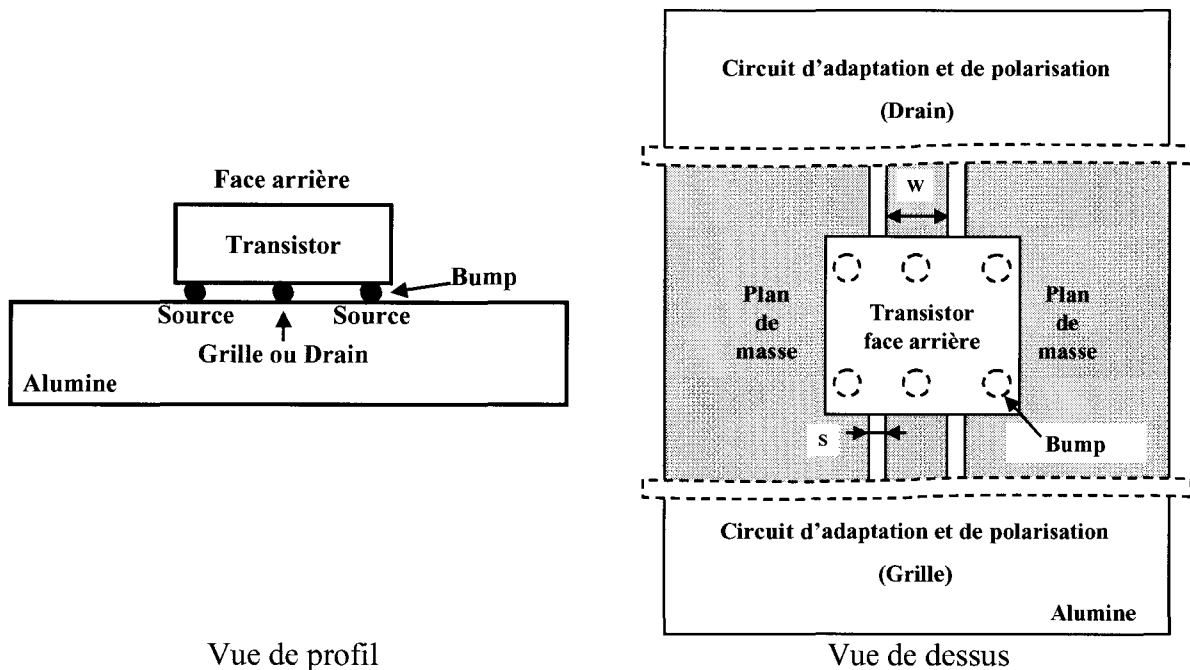 Face arrière
Transistor
Bump
Source
Source
Grille ou Drain
Alumine
Vue de profil
Circuit d'adaptation et de polarisation
(Drain)
w
Plan
de
masse
Transistor
face arrière
Plan
de
masse
s
Bump
Circuit d'adaptation et de polarisation
(Grille)
Alumine
Vue de dessus